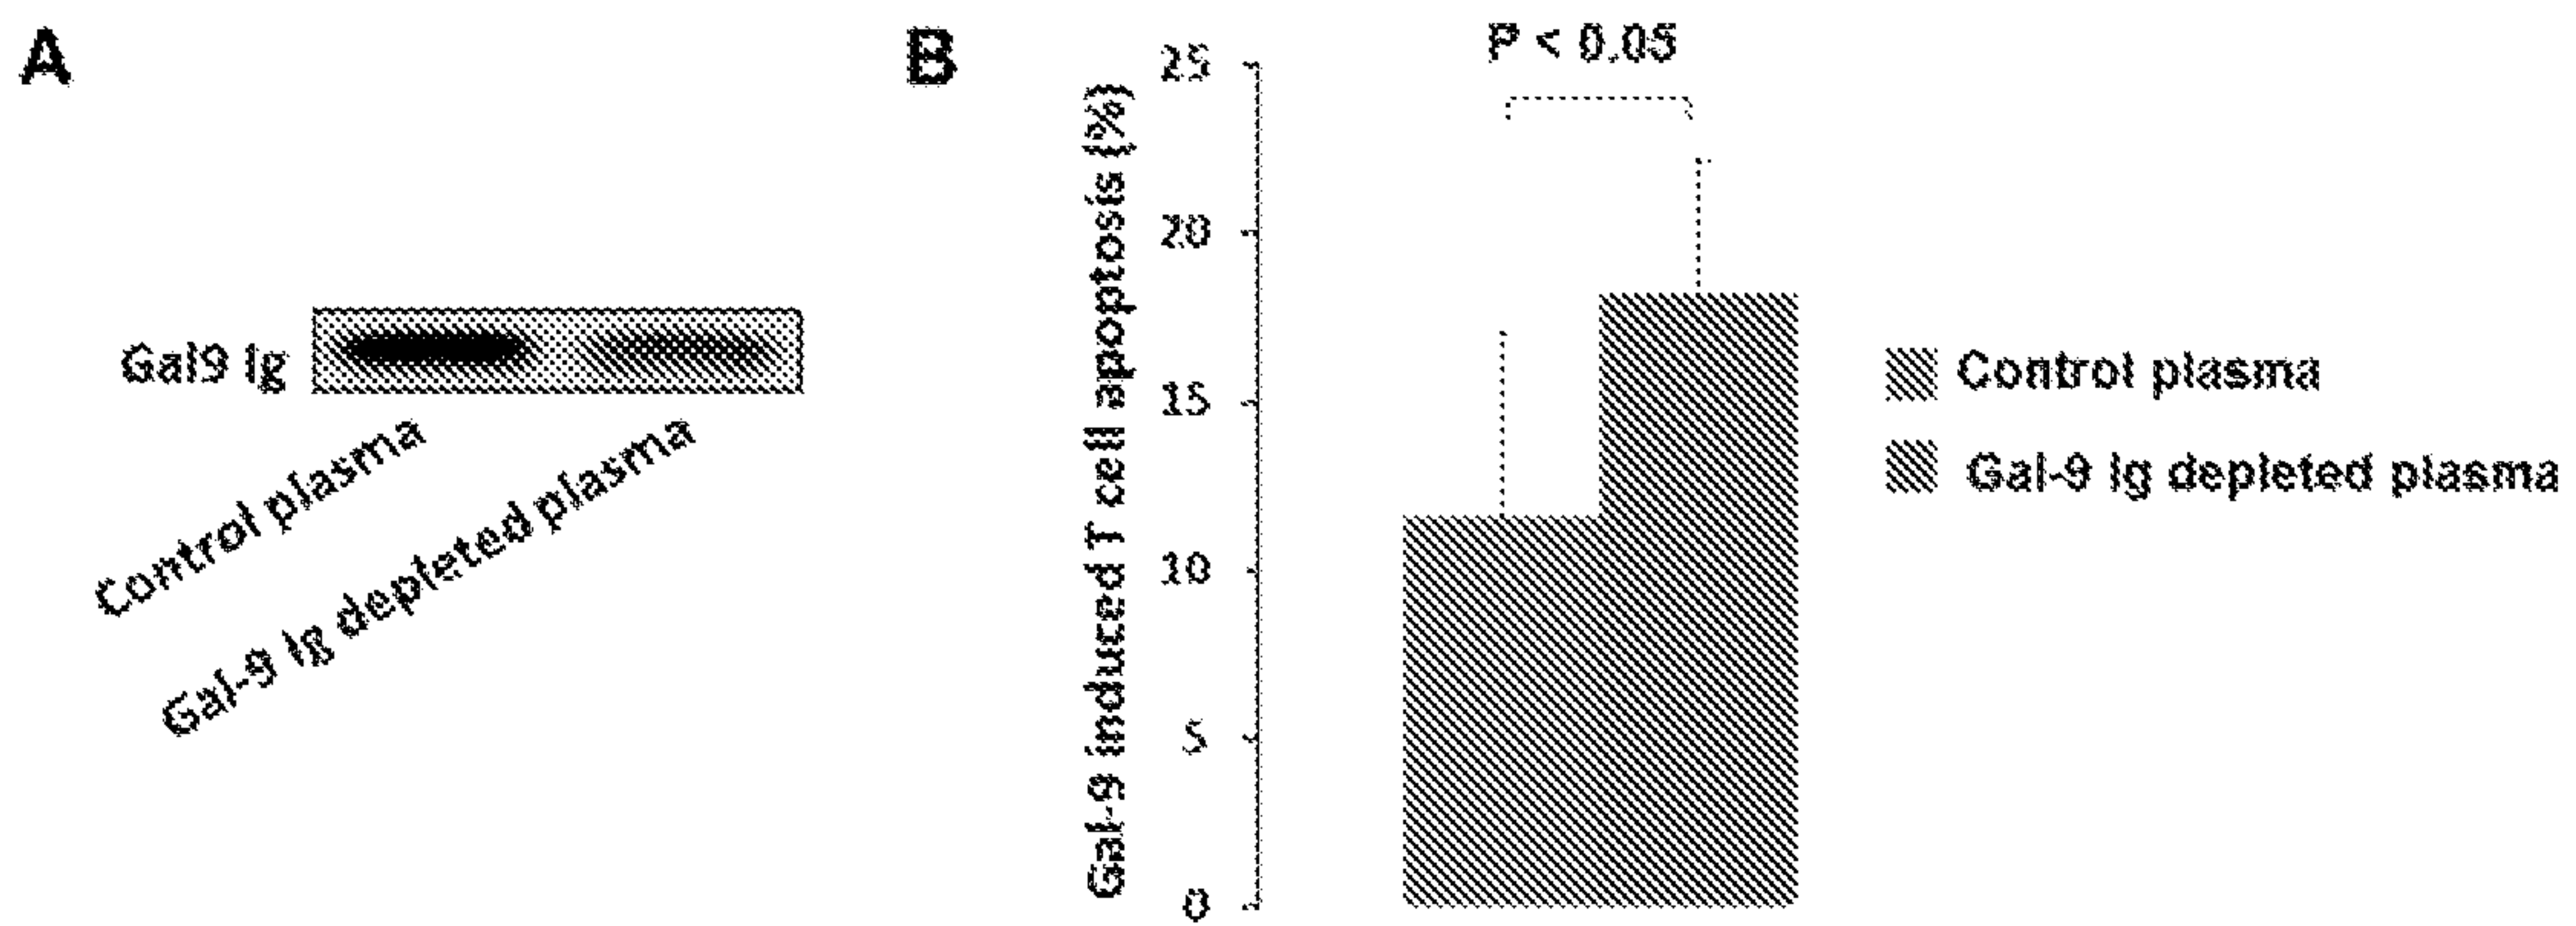 A
Gal9 Ig
Control plasma
Gal-9 Ig depleted plasma
B
P < 0.05
Gal-9 induced T cell apoptosis (%)
25
20
15
10
5
0
Control plasma
Gal-9 Ig depleted plasma